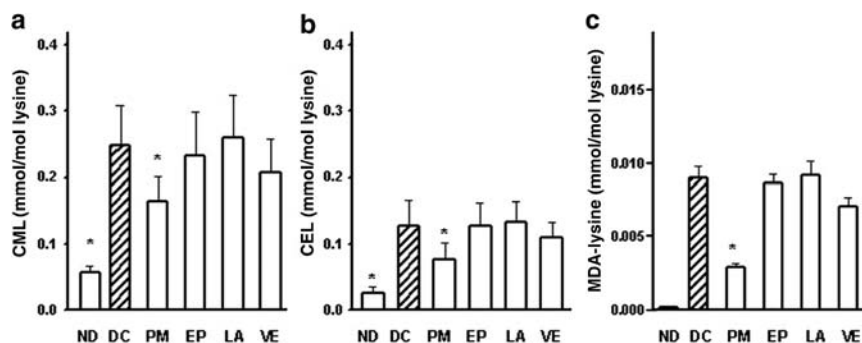 a
CML (mmol/mol lysine)
0.4
0.3
0.2
0.1
0.0
*
*
ND DC PM EP LA VE
b
CEL (mmol/mol lysine)
0.4
0.3
0.2
0.1
0.0
*
*
ND DC PM EP LA VE
c
MDA-lysine (mmol/mol lysine)
0.015
0.010
0.005
0.000
*
ND DC PM EP LA VE